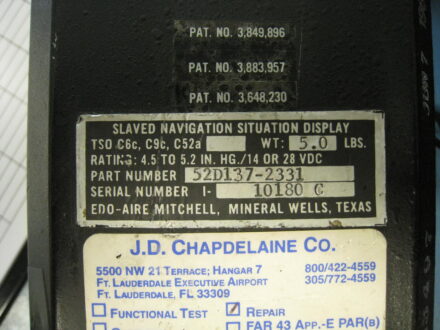 PAT. NO. 3,849,896
PAT. NO. 3,883,957
PAT. NO. 3,648,230
SLAVED NAVIGATION SITUATION DISPLAY
TSO C6c, C9c, C52a WT: 5.0 LBS.
RATING: 4.5 TO 5.2 IN. HG./14 OR 28 VDC
PART NUMBER 52D137-2331
SERIAL NUMBER 1- 10180 C
EDO-AIRE MITCHELL, MINERAL WELLS, TEXAS
J.D. CHAPDELAINE CO.
5500 NW 21 TERRACE; HANGAR 7 800/422-4559
FT. LAUDERDALE EXECUTIVE AIRPORT 305/772-4559
FT. LAUDERDALE, FL 33309
FUNCTIONAL TEST REPAIR
FAR 43 APP.-E PAR(B)